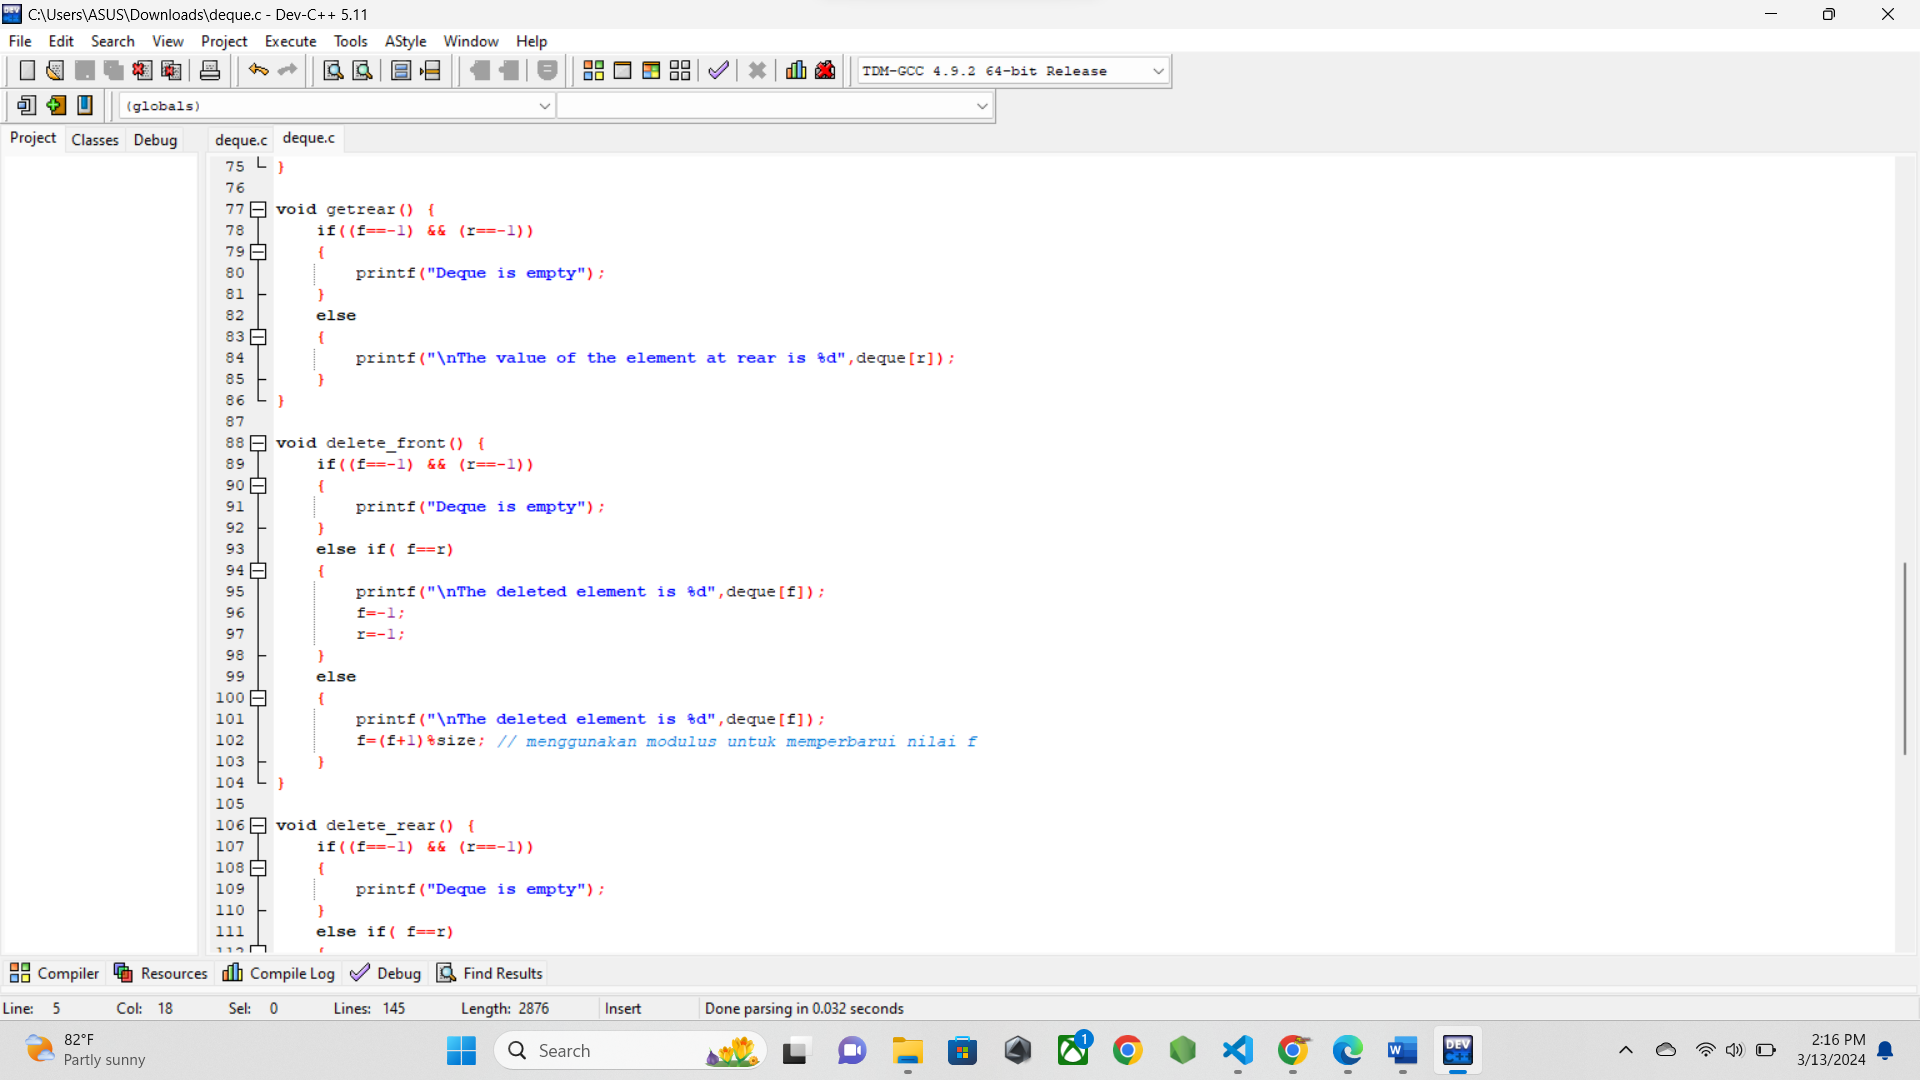 C:\Users\ASUS\Downloads\deque.c - Dev-C++ 5.11
File Edit Search View Project Execute Tools AStyle Window Help
TDM-GCC 4.9.2 64-bit Release
(globals)
Project Classes Debug deque.c deque.c
75 }
76
77 void getrear() {
78 if((f==-1) && (r==-1))
79 {
80 printf("Deque is empty");
81 }
82 else
83 {
84 printf("\nThe value of the element at rear is %d",deque[r]);
85 }
86 }
87
88 void delete_front() {
89 if((f==-1) && (r==-1))
90 {
91 printf("Deque is empty");
92 }
93 else if( f==r)
94 {
95 printf("\nThe deleted element is %d",deque[f]);
96 f=-1;
97 r=-1;
98 }
99 else
100 {
101 printf("\nThe deleted element is %d",deque[f]);
102 f=(f+1)%size; // menggunakan modulus untuk memperbarui nilai f
103 }
104 }
105
106 void delete_rear() {
107 if((f==-1) && (r==-1))
108 {
109 printf("Deque is empty");
110 }
111 else if( f==r)
112 {
Compiler Resources Compile Log Debug Find Results
Line: 5 Col: 18 Sel: 0 Lines: 145 Length: 2876 Insert Done parsing in 0.032 seconds
82°F
Partly sunny
Search
1
W
DEV
C++
2:16 PM
3/13/2024